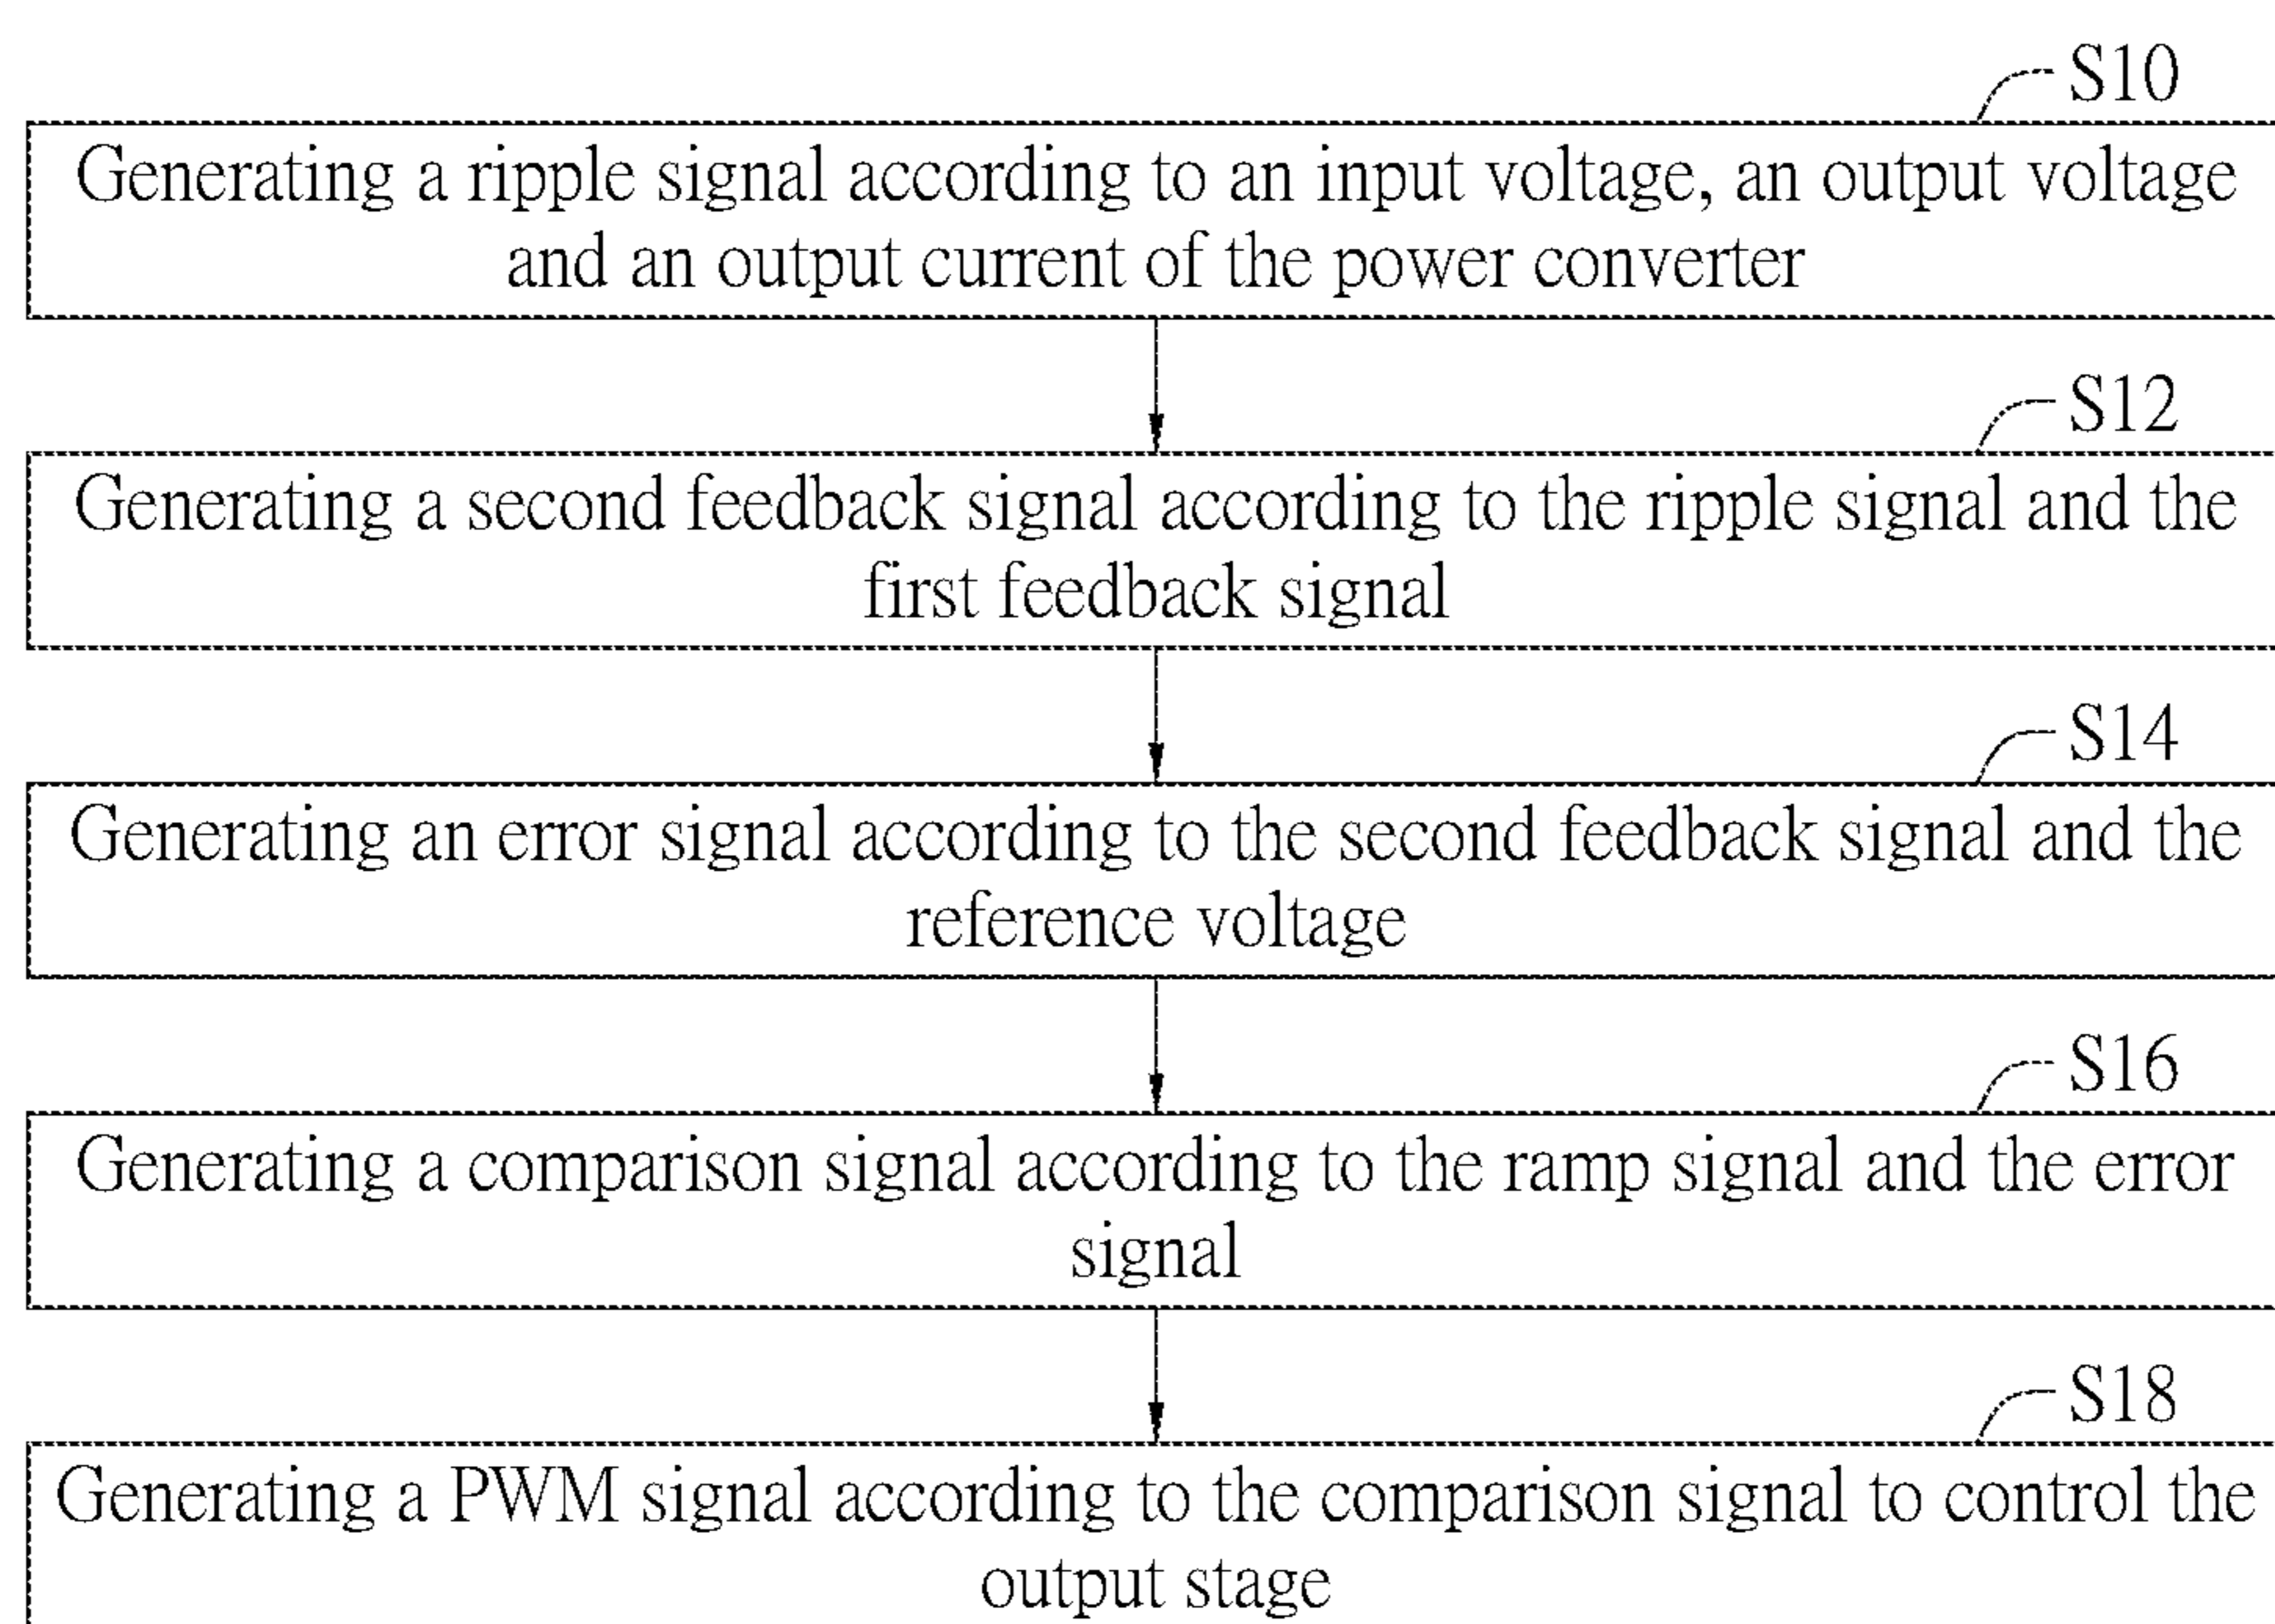 S10
Generating a ripple signal according to an input voltage, an output voltage
and an output current of the power converter
S12
Generating a second feedback signal according to the ripple signal and the
first feedback signal
S14
Generating an error signal according to the second feedback signal and the
reference voltage
S16
Generating a comparison signal according to the ramp signal and the error
signal
S18
Generating a PWM signal according to the comparison signal to control the
output stage